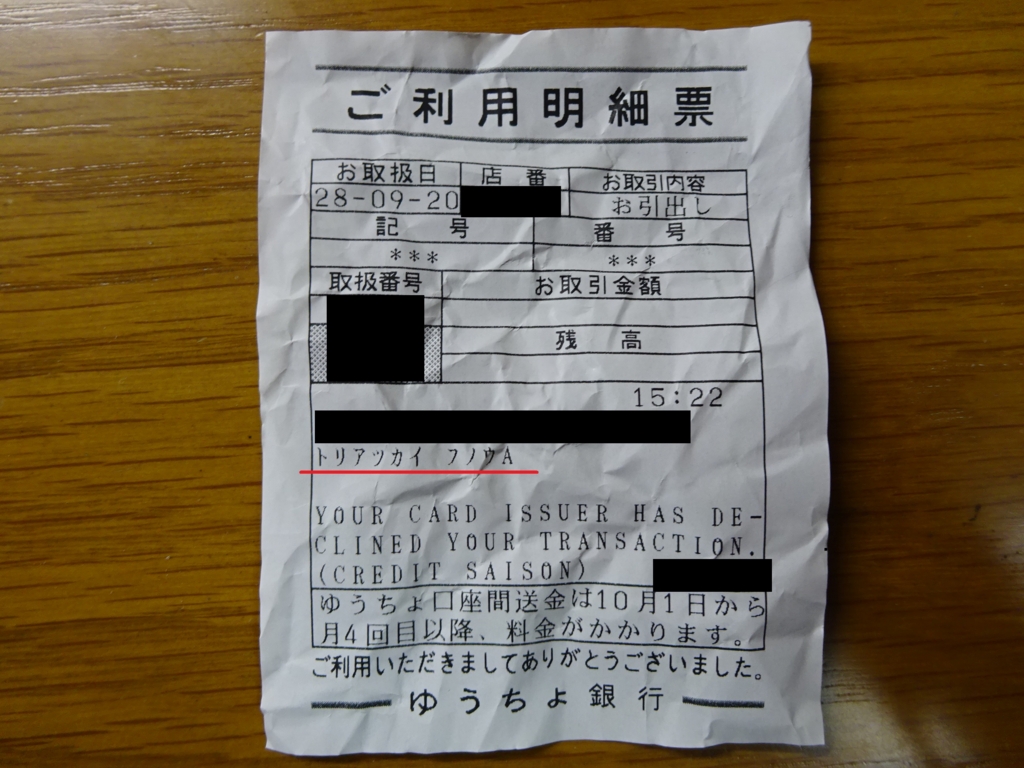 ご利用明細票
お取扱日 店番 お取引内容
28-09-20 お引出し
記号 番号
*** ***
取扱番号 お取引金額
残高
15:22
トリアツカイ フノウA
YOUR CARD ISSUER HAS DE-
CLINED YOUR TRANSACTION.
(CREDIT SAISON)
ゆうちょ口座間送金は10月1日から
月4回目以降、料金がかかります。
ご利用いただきましてありがとうございました。
ゆうちょ銀行